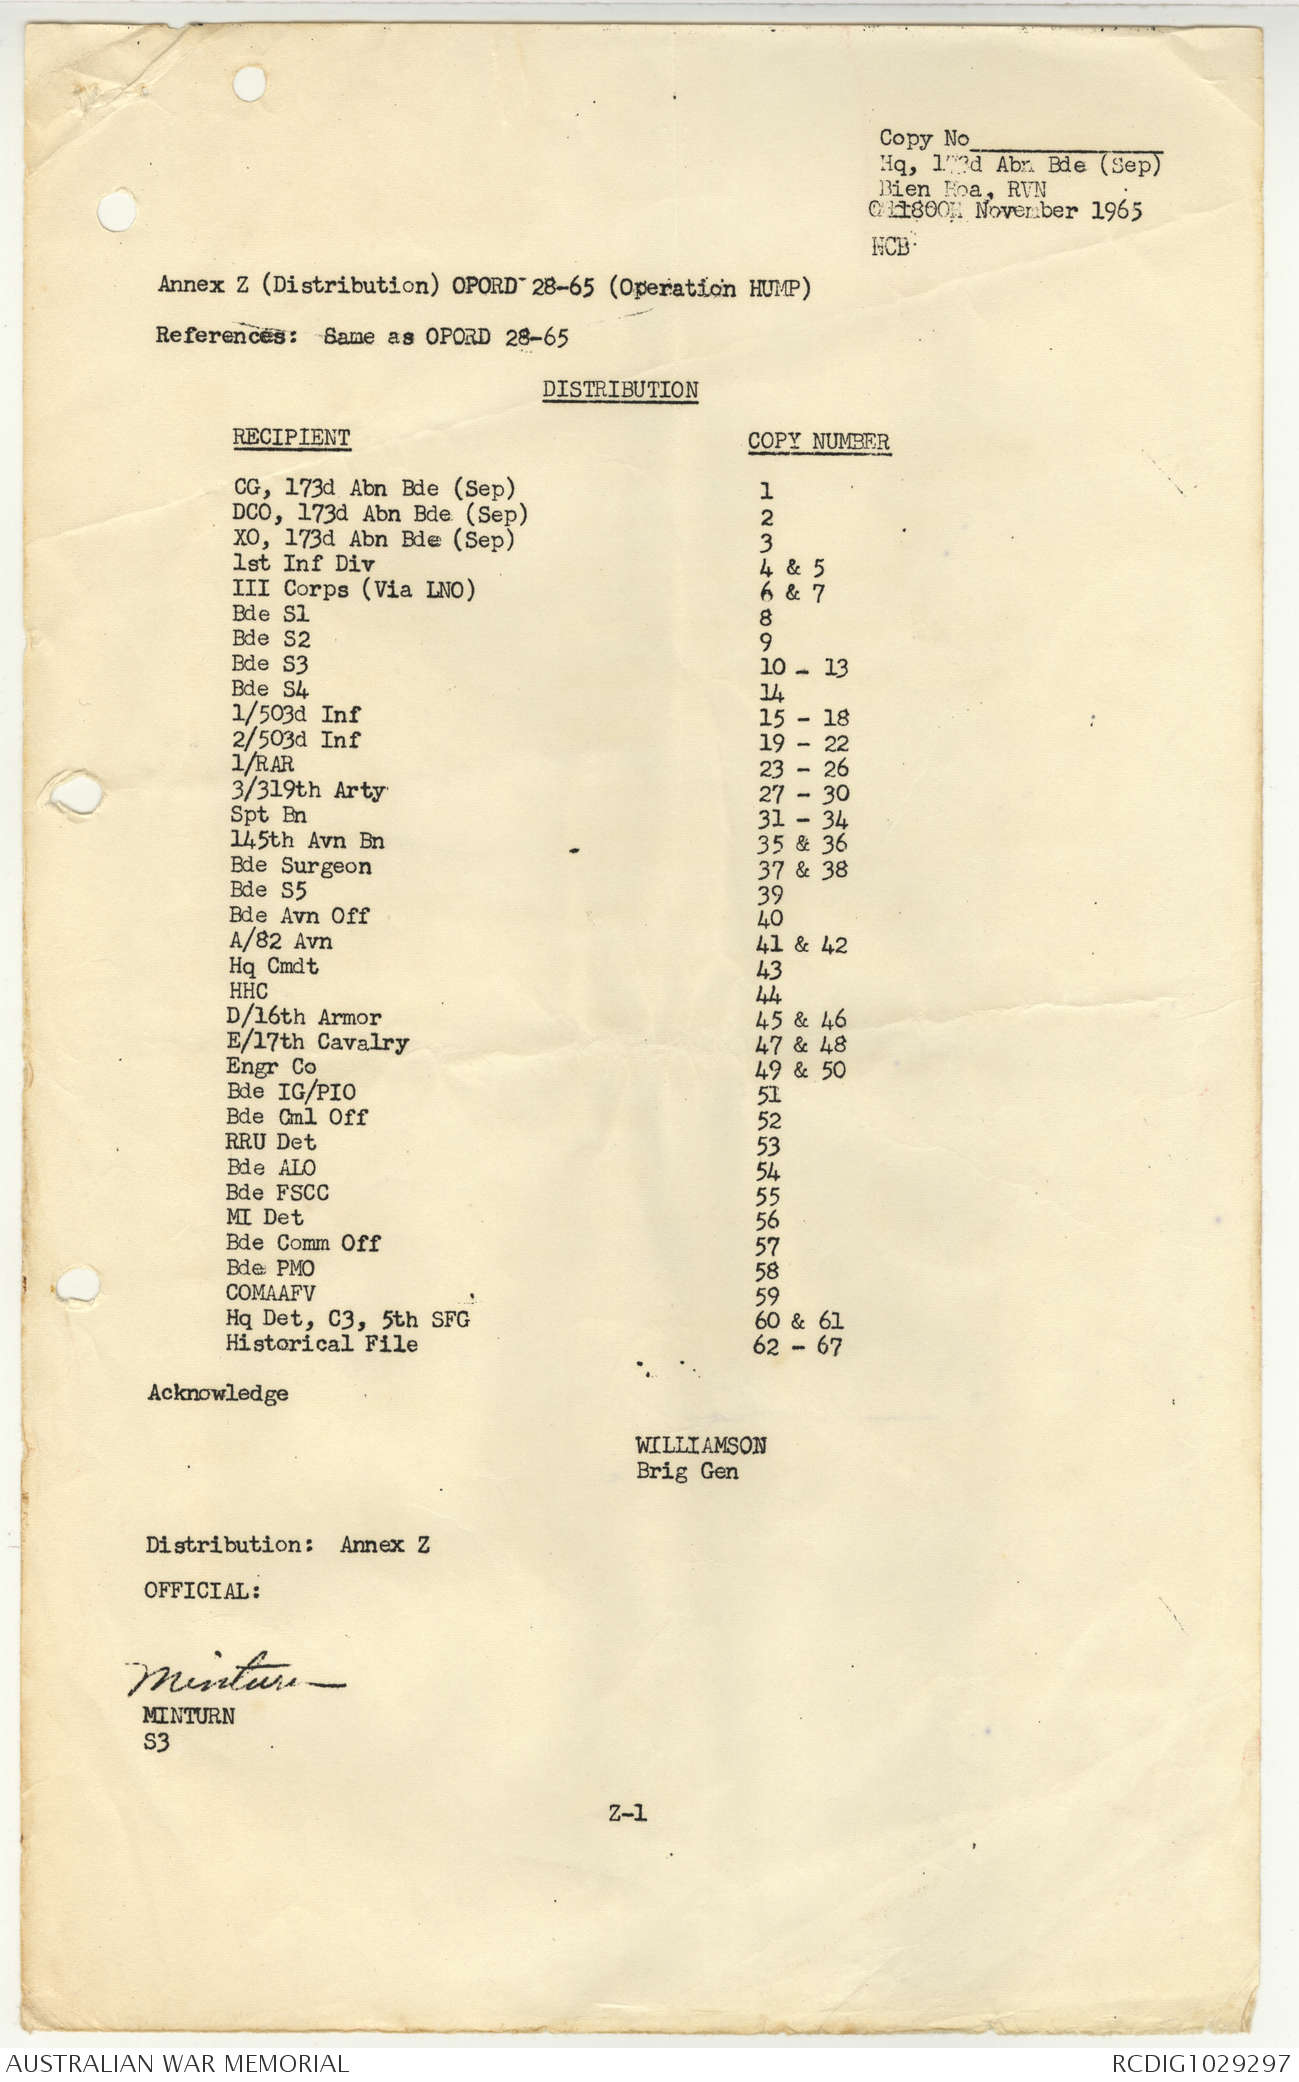 Copy No
Hq, 173d Abn Bde (Sep)
Bien Hoa, RVN
November 1965
Annex Z (Distribution) OPORD 28-65 (Operation HUMP)
References: Same as OPORD 28-65
DISTRIBUTION
RECIPIENT COPY NUMBER
CG, 173d Abn Bde (Sep) 1
DCO, 173d Abn Bde (Sep) 2
XO, 173d Abn Bde (Sep) 3
1st Inf Div 4 & 5
III Corps (Via LNO) 6 & 7
Bde S1 8
Bde S2 9
Bde S3 10 - 13
Bde S4 14
1/503d Inf 15 - 18
2/503d Inf 19 - 22
1/RAR 23 - 26
3/319th Arty 27 - 30
Spt Bn 31 - 34
145th Avn Bn 35 & 36
Bde Surgeon 37 & 38
Bde S5 39
Bde Avn Off 40
A/82 Avn 41 & 42
Hq Cmdt 43
HHC 44
D/16th Armor 45 & 46
E/17th Cavalry 47 & 48
Engr Co 49 & 50
Bde IG/PIO 51
Bde Cml Off 52
RRU Det 53
Bde ALO 54
Bde FSCC 55
MI Det 56
Bde Comm Off 57
Bde PMO 58
COMAAFV 59
Hq Det, C3, 5th SFG 60 & 61
Historical File 62 - 67
Acknowledge
WILLIAMSON
Brig Gen
Distribution: Annex Z
OFFICIAL:
Minturn
MINTURN
S3
Z-1
AUSTRALIAN WAR MEMORIAL RCDIG1029297